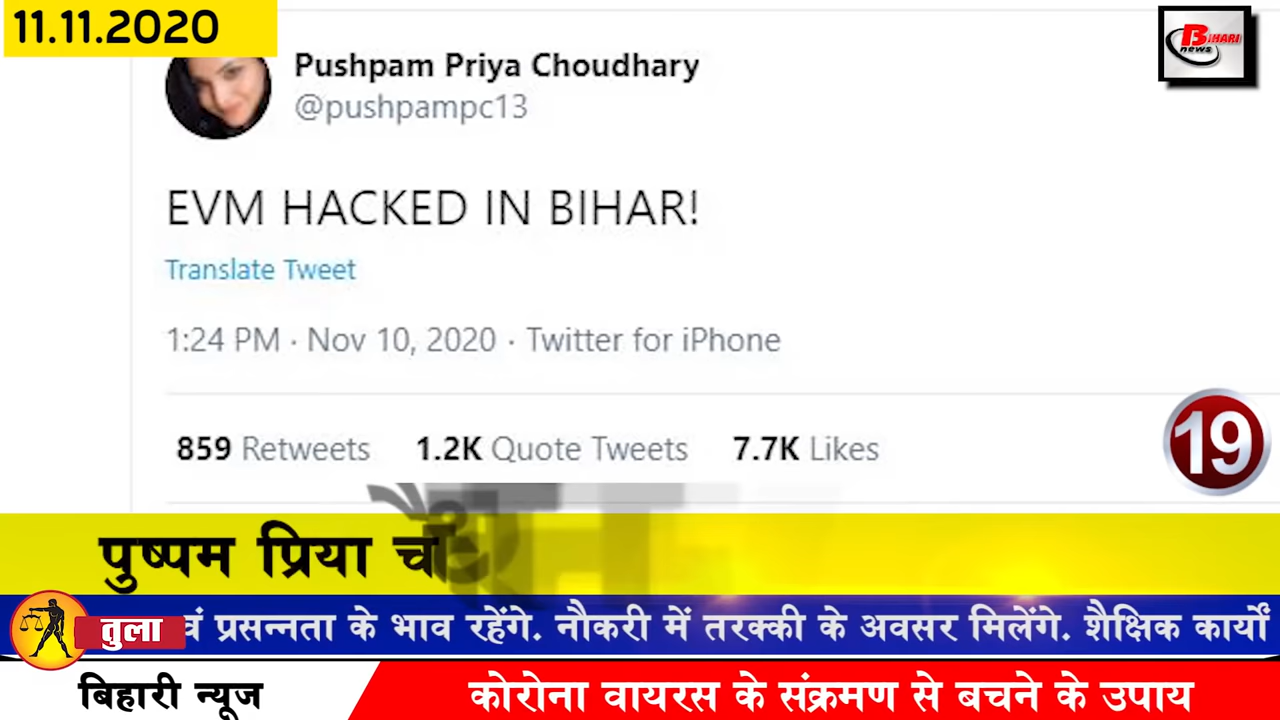 11.11.2020
BIHARI
news
Pushpam Priya Choudhary
@pushpampc13
EVM HACKED IN BIHAR!
Translate Tweet
1:24 PM · Nov 10, 2020 · Twitter for iPhone
859 Retweets 1.2K Quote Tweets 7.7K Likes
19
पुष्पम प्रिया
तुला
वं प्रसन्नता के भाव रहेंगे. नौकरी में तरक्की के अवसर मिलेंगे. शैक्षिक कार्यों
बिहारी न्यूज
कोरोना वायरस के संक्रमण से बचने के उपाय